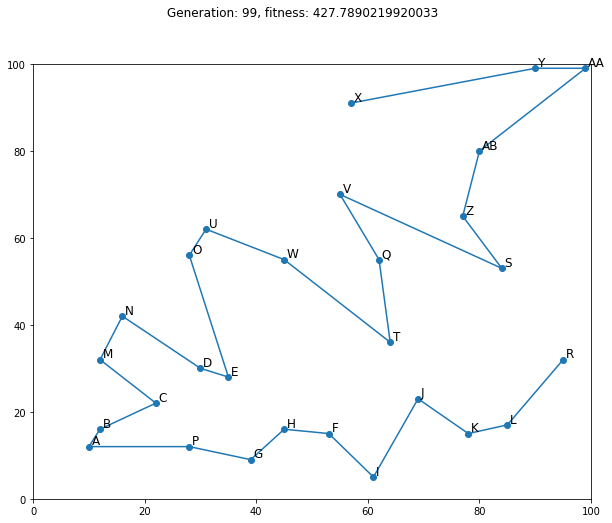 Generation: 99, fitness: 427.7890219920033
100
Y
AA
X
80
AB
V
Z
U
60
O
W
Q
S
N
40
T
M
R
D
E
J
20
C
B
H
F
K
L
A
P
G
I
0
0 20 40 60 80 100